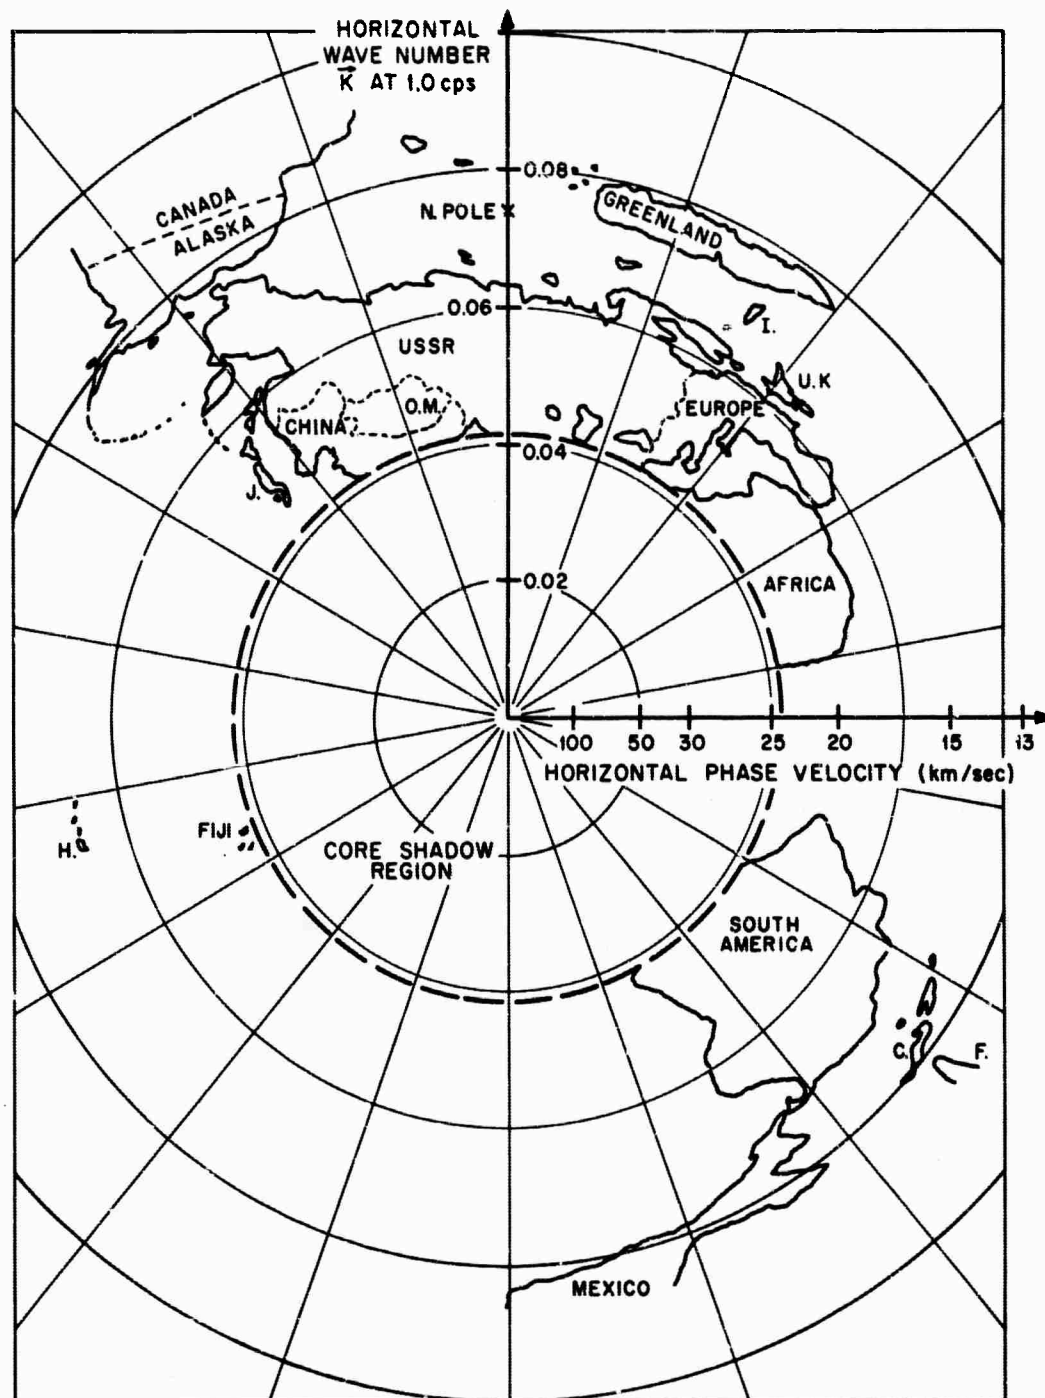 HORIZONTAL
WAVE NUMBER
K⃗ AT 1.0 cps
CANADA
ALASKA
0.08
N. POLE X
GREENLAND
0.06
I.
USSR
U.K
O.M.
CHINA
EUROPE
0.04
J.
0.02
AFRICA
100 50 30 25 20 15 13
HORIZONTAL PHASE VELOCITY (km/sec)
H.
FIJI
CORE SHADOW
REGION
SOUTH
AMERICA
C. F.
MEXICO